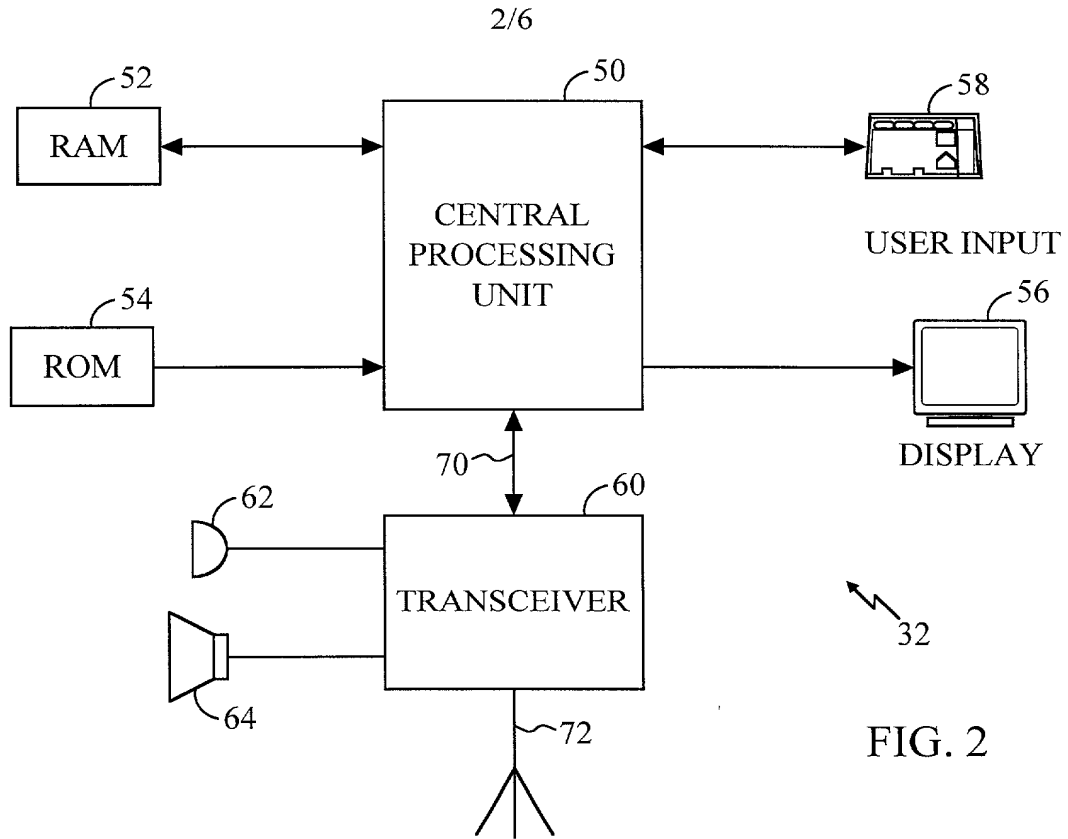 2/6
52
50
58
RAM
CENTRAL
PROCESSING
UNIT
USER INPUT
54
56
ROM
DISPLAY
70
60
62
TRANSCEIVER
32
64
72
FIG. 2